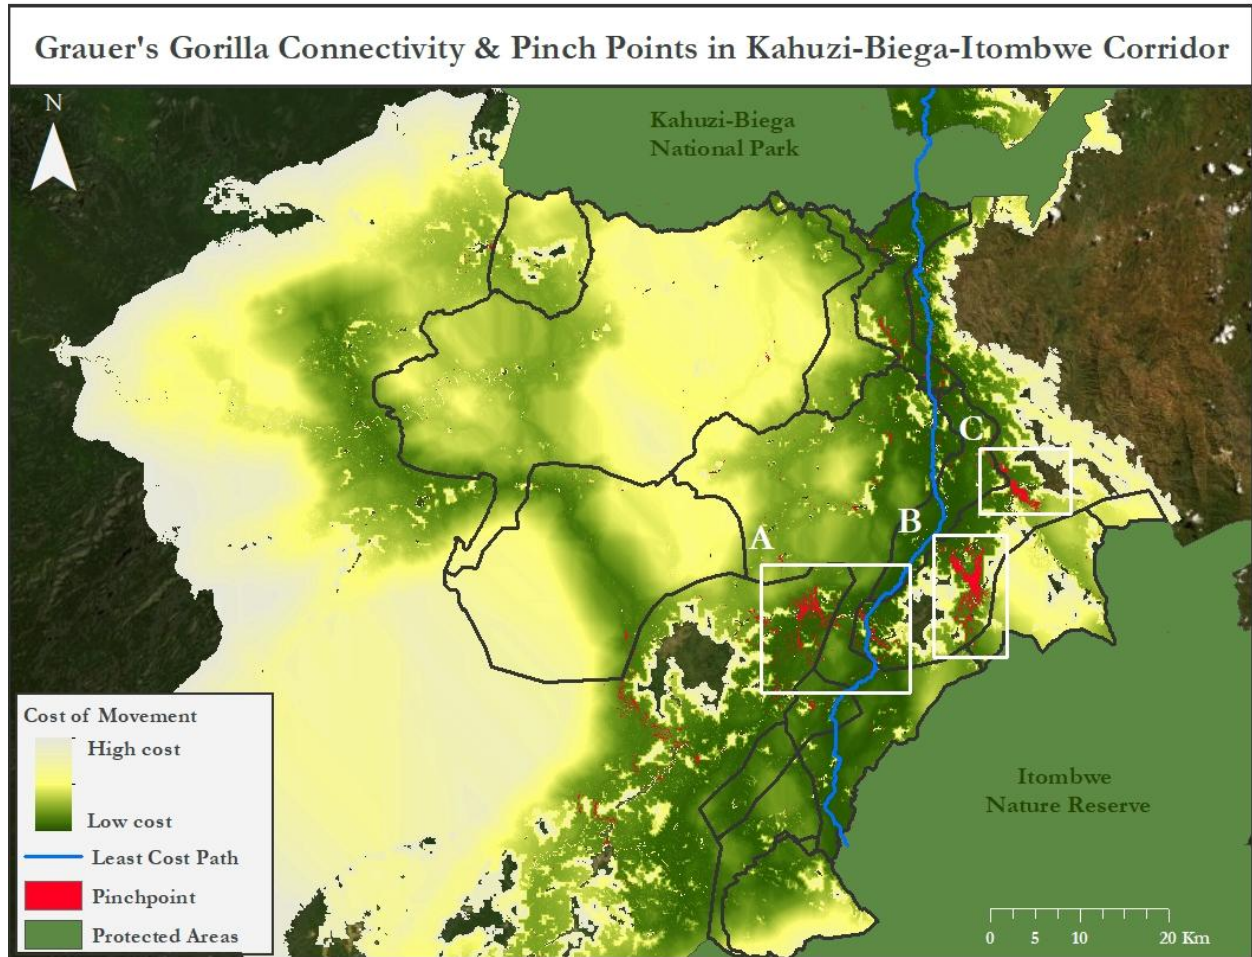 Grauer's Gorilla Connectivity & Pinch Points in Kahuzi-Biega-Itombwe Corridor
N
Kahuzi-Biega
National Park
C
B
A
Cost of Movement
High cost
Low cost
Least Cost Path
Pinchpoint
Protected Areas
Itombwe
Nature Reserve
0 5 10 20 Km